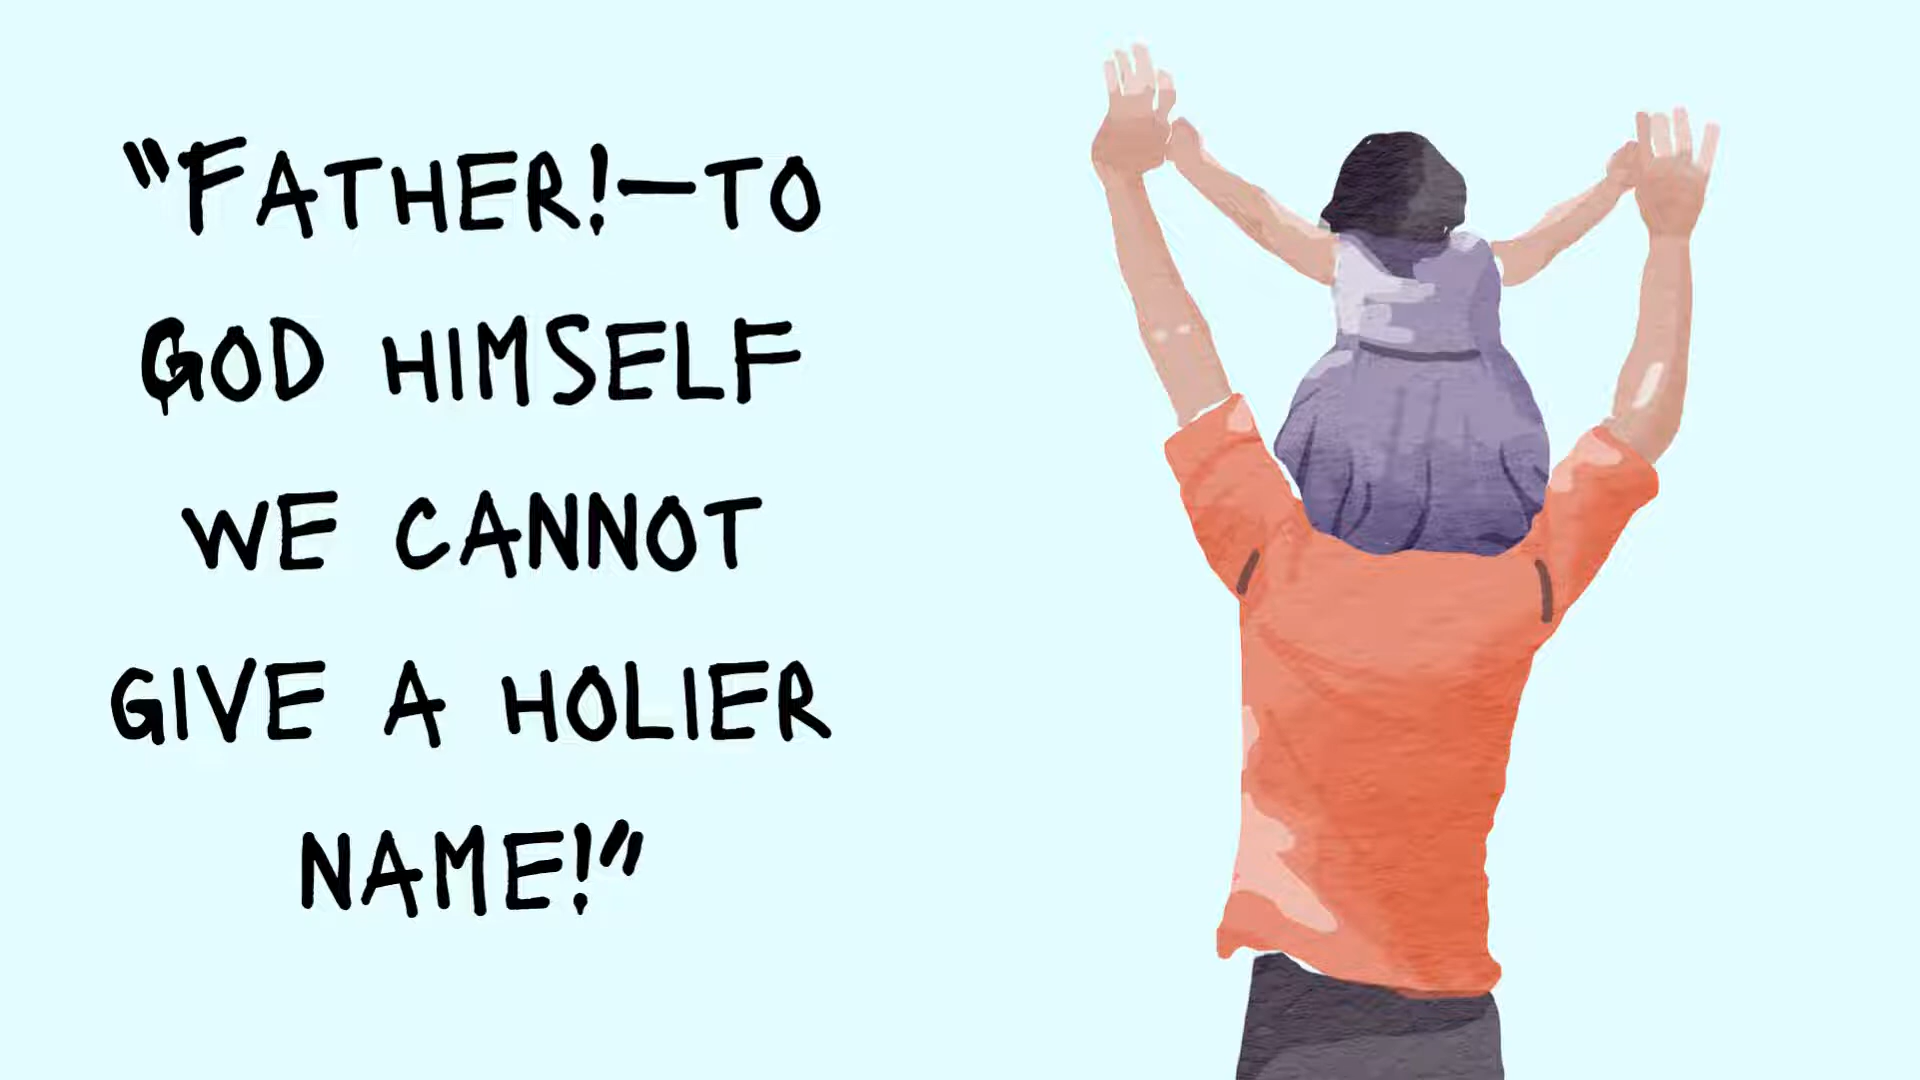 "FATHER!—TO
GOD HIMSELF
WE CANNOT
GIVE A HOLIER
NAME!"